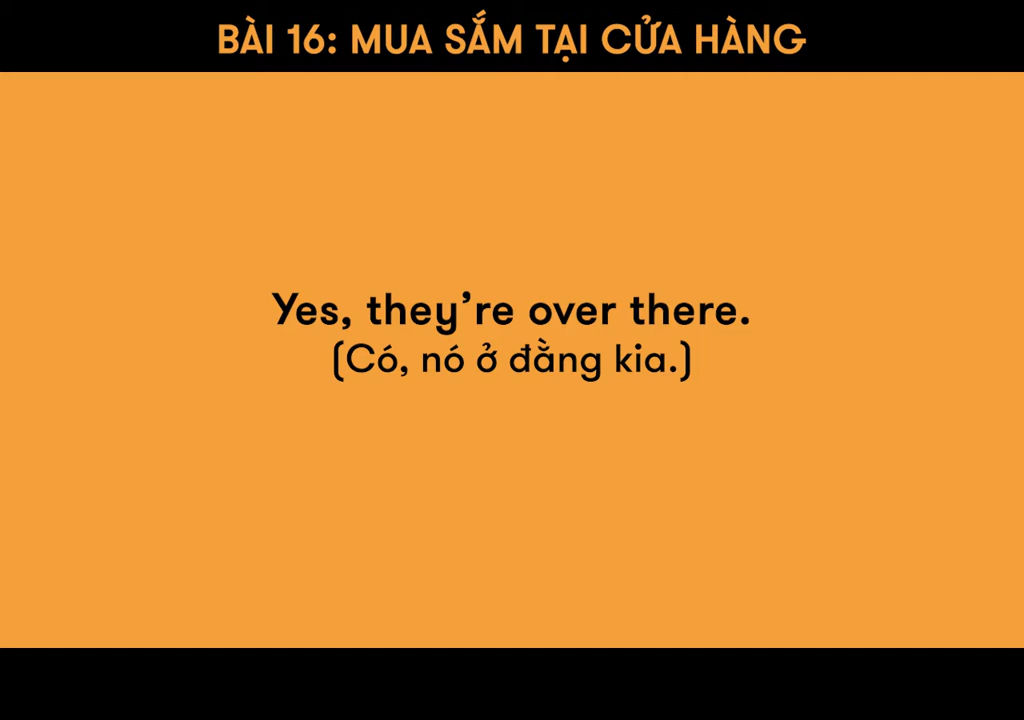 BÀI 16: MUA SẮM TẠI CỬA HÀNG
Yes, they’re over there.
(Có, nó ở đằng kia.)